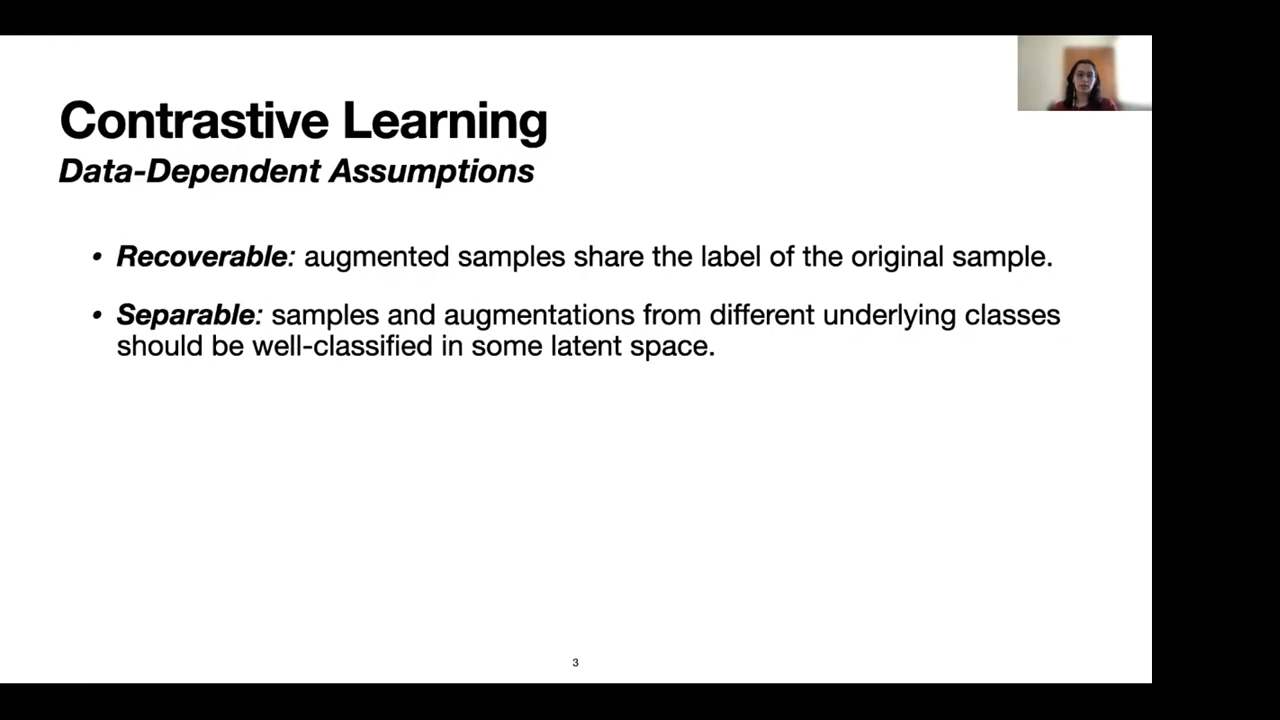 Contrastive Learning
Data-Dependent Assumptions
• Recoverable: augmented samples share the label of the original sample.
• Separable: samples and augmentations from different underlying classes
should be well-classified in some latent space.
3